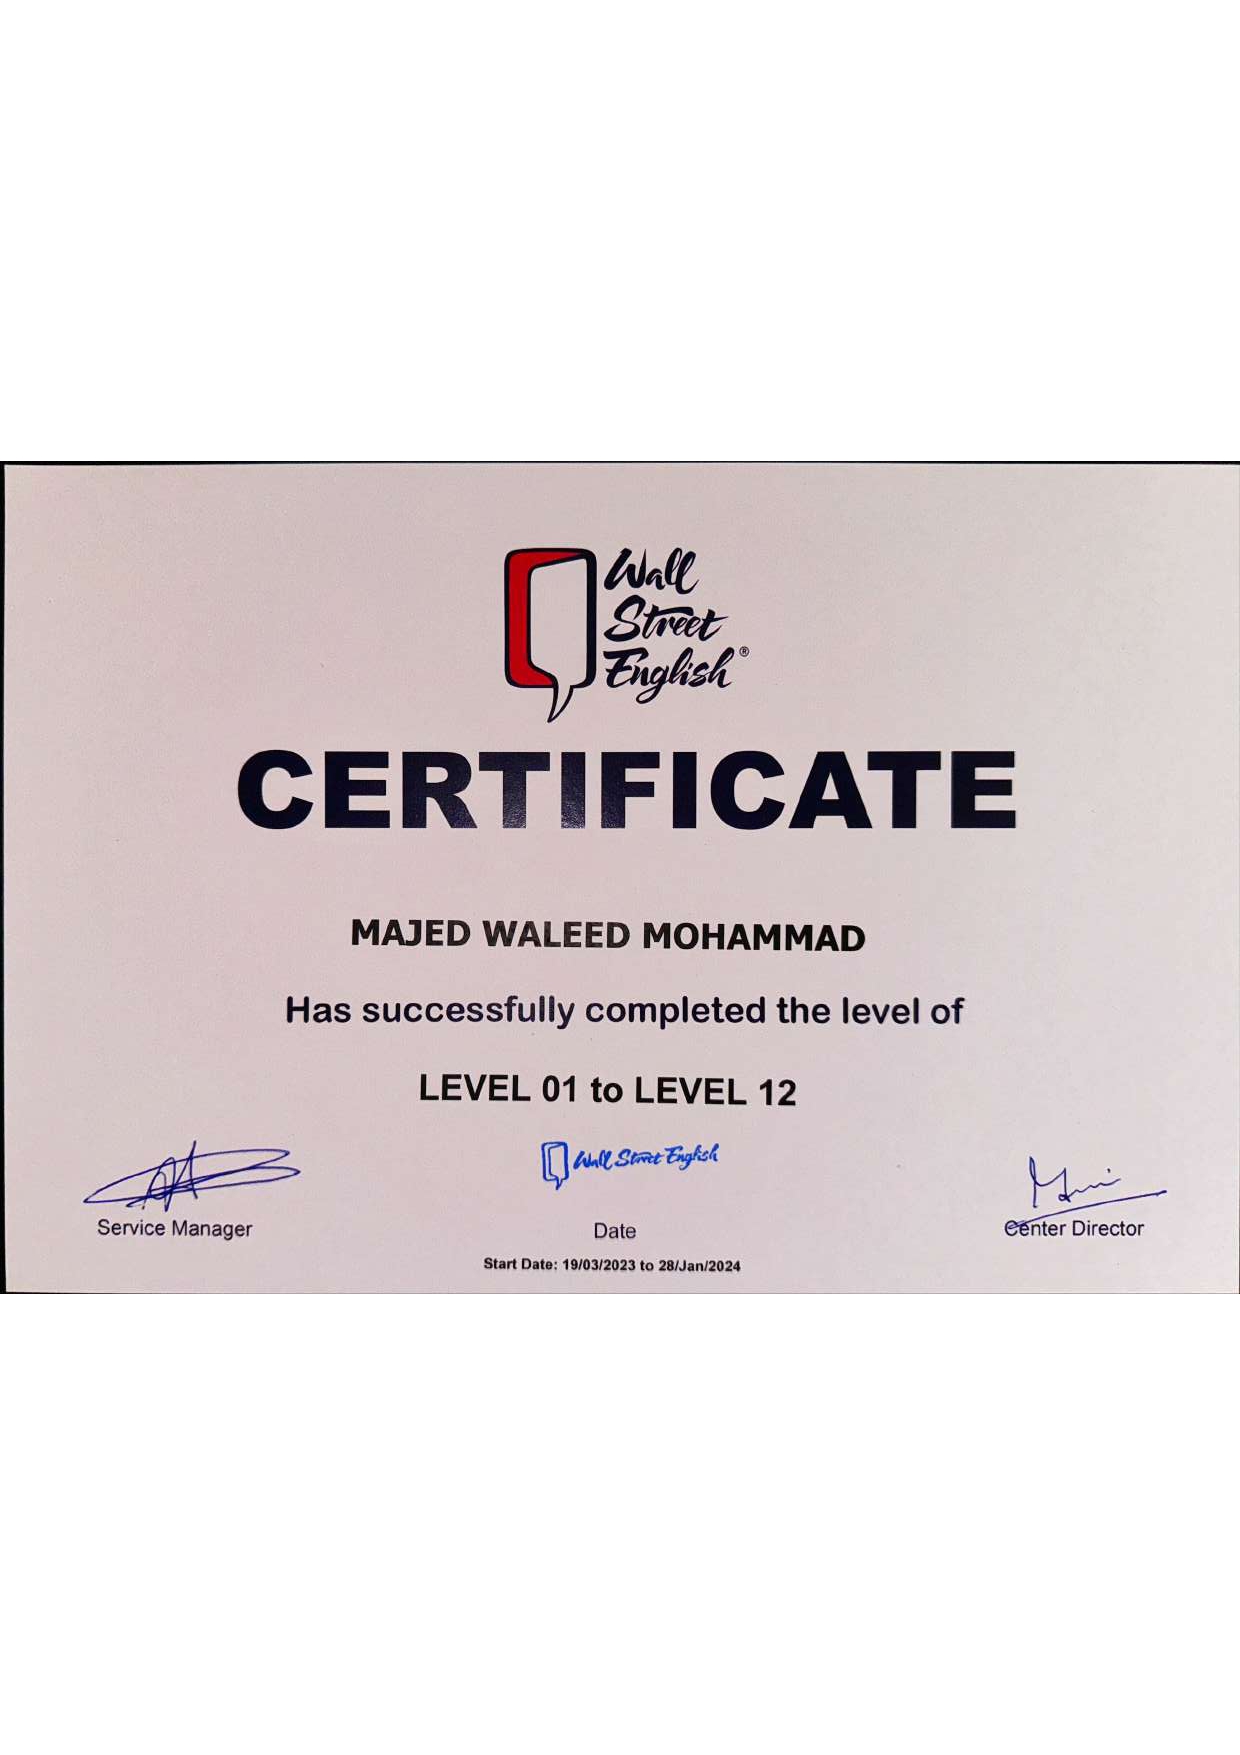 Wall
Street
English®
CERTIFICATE
MAJED WALEED MOHAMMAD
Has successfully completed the level of
LEVEL 01 to LEVEL 12
Wall Street English
Service Manager
Date
Center Director
Start Date: 19/03/2023 to 28/Jan/2024